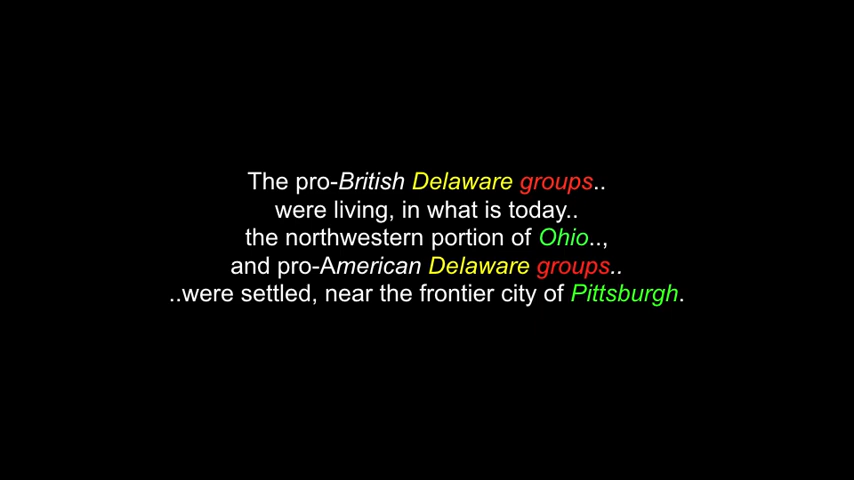 The pro-British Delaware groups..
were living, in what is today..
the northwestern portion of Ohio..,
and pro-American Delaware groups..
..were settled, near the frontier city of Pittsburgh.